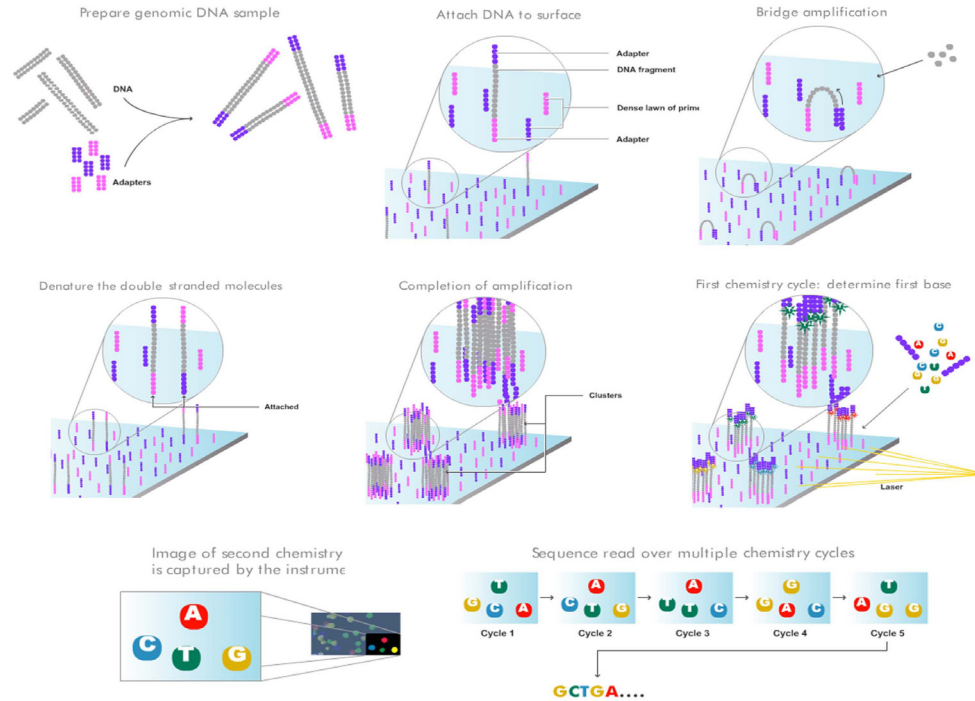 Prepare genomic DNA sample
DNA
Adapters
Attach DNA to surface
Adapter
DNA fragment
Dense lawn of prime
Adapter
Bridge amplification
Denature the double stranded molecules
Attached
Completion of amplification
Clusters
First chemistry cycle: determine first base
C
G
A
G
A
C
C
T
G
G
T
Laser
Image of second chemistry
is captured by the instrume
A
C
T
G
Sequence read over multiple chemistry cycles
T
G C A
Cycle 1
A
C T G
Cycle 2
A
T T C
Cycle 3
G
G A C
Cycle 4
T
A G G
Cycle 5
GCTGA....